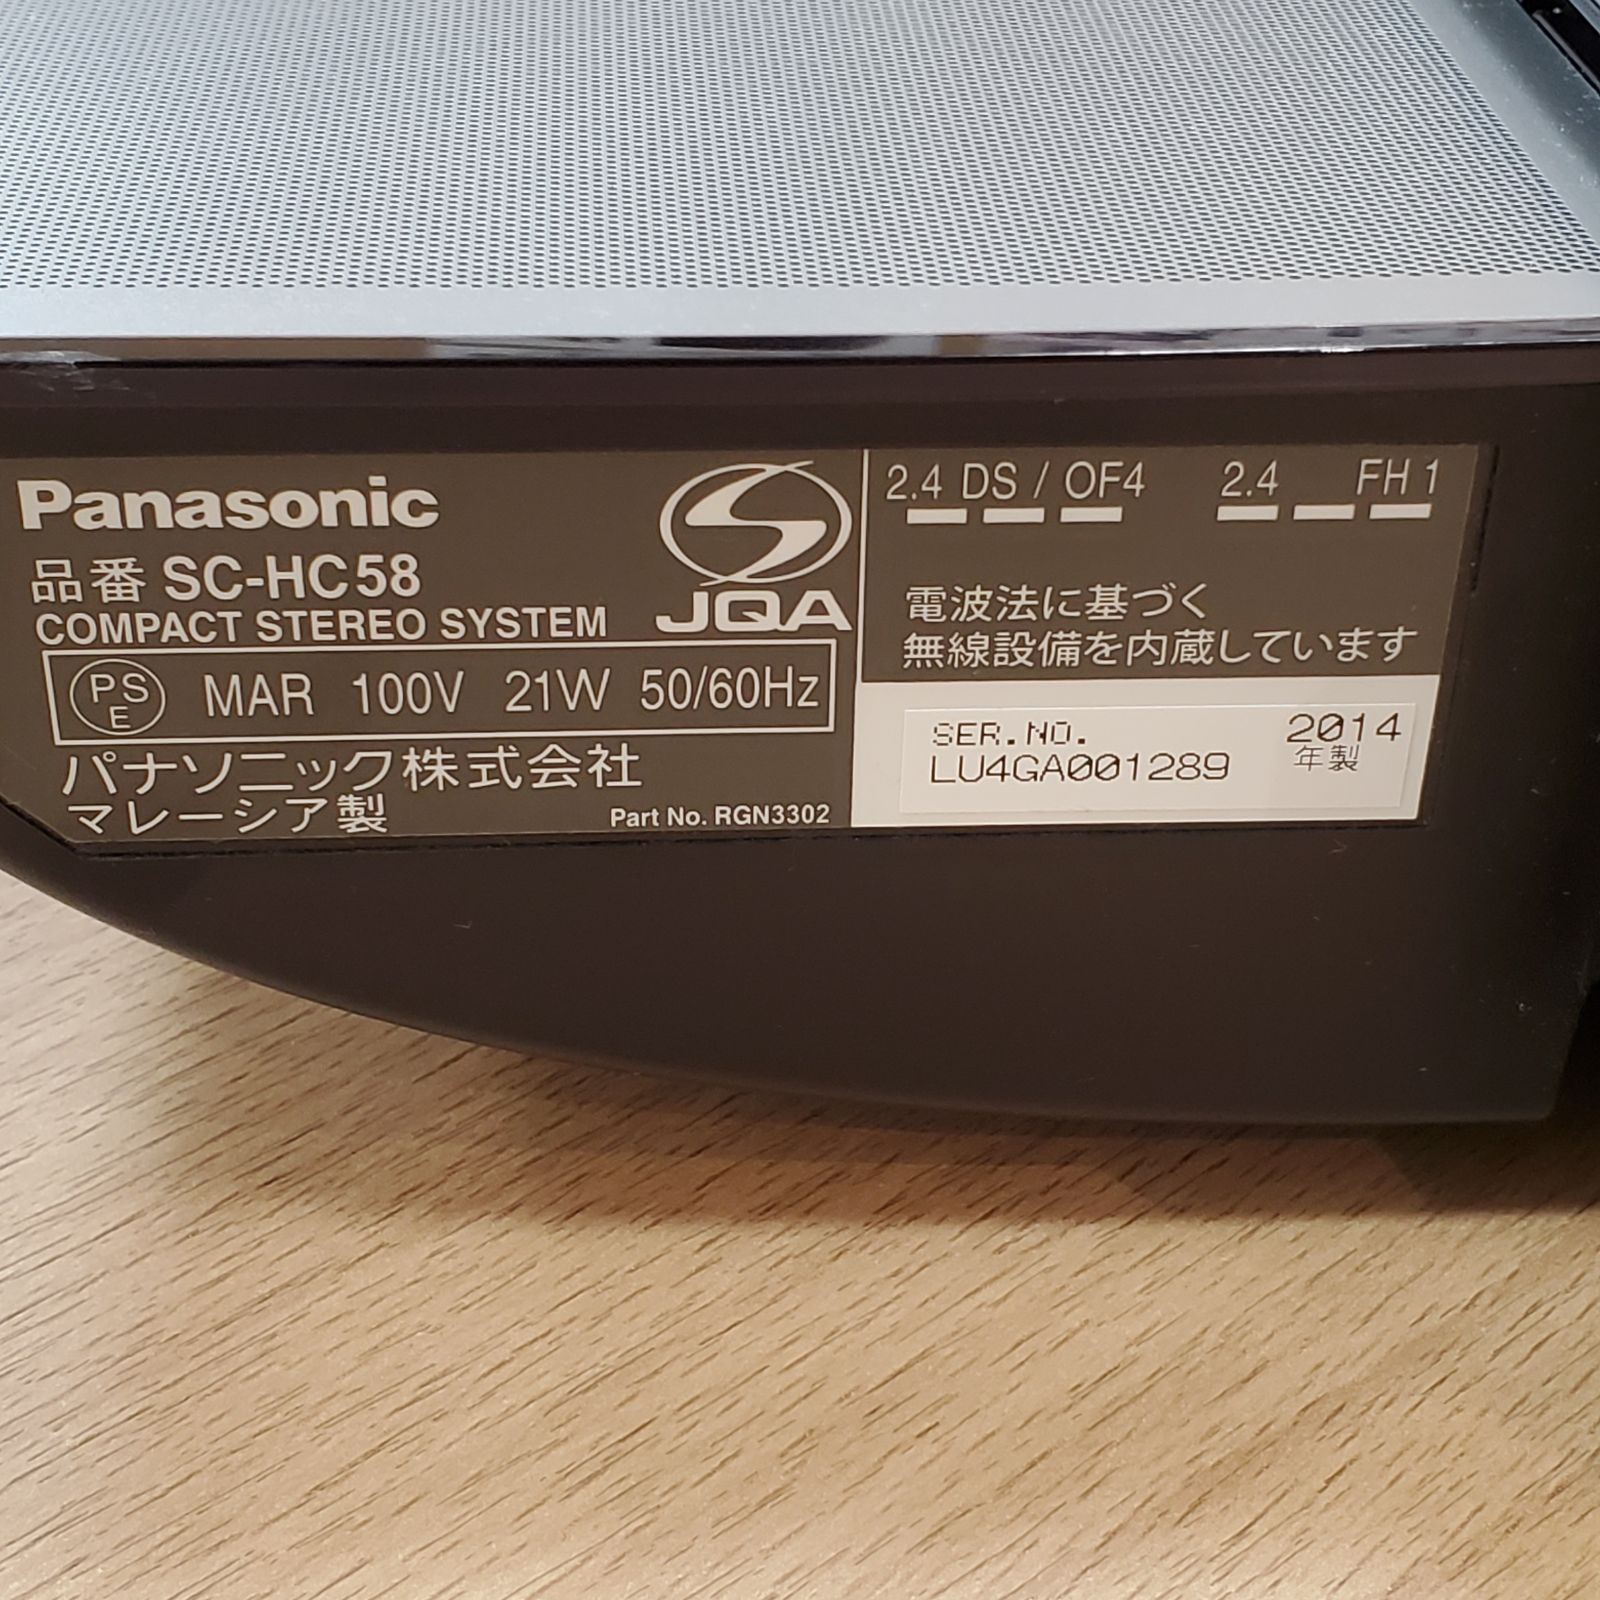 Panasonic
品番 SC-HC58
COMPACT STEREO SYSTEM
JQA
PS
E
MAR 100V 21W 50/60Hz
パナソニック株式会社
マレーシア製
Part No. RGN3302
2.4 DS / OF4 2.4 FH 1
電波法に基づく
無線設備を内蔵しています
SER.NO. 2014
LU4GA001289 年製